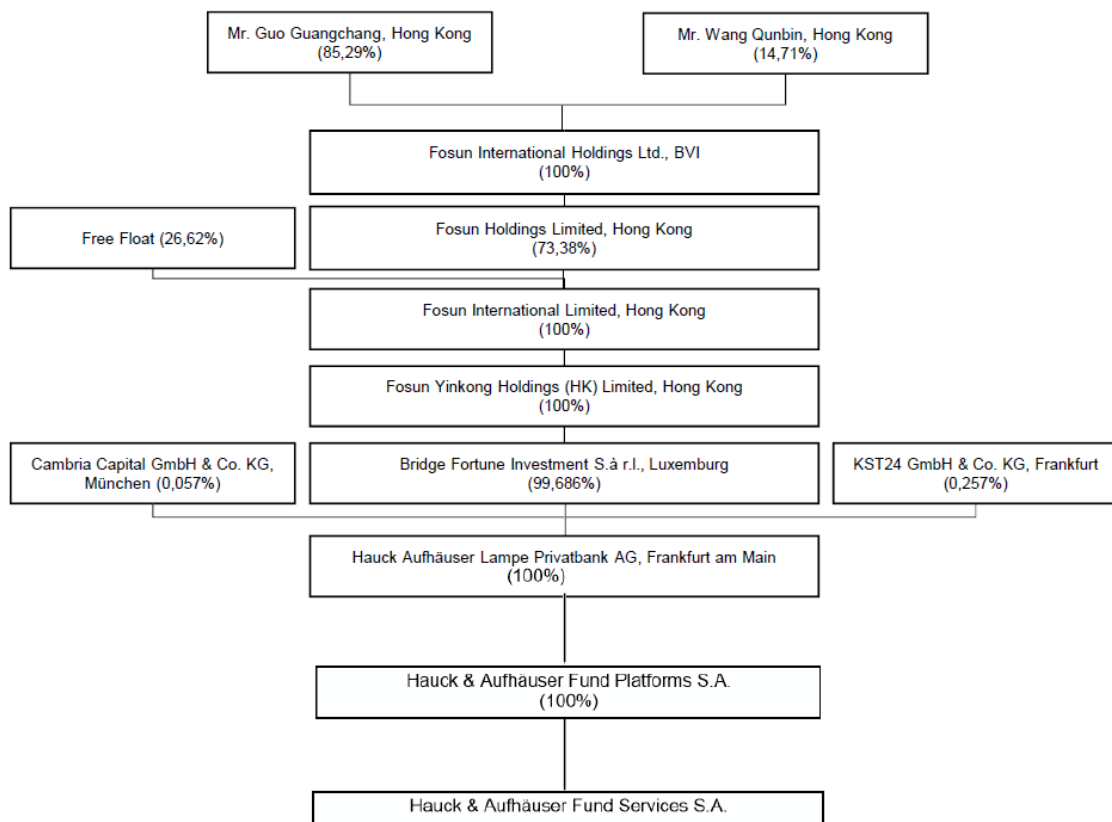 Mr. Guo Guangchang, Hong Kong
(85,29%)
Mr. Wang Qunbin, Hong Kong
(14,71%)
Fosun International Holdings Ltd., BVI
(100%)
Free Float (26,62%)
Fosun Holdings Limited, Hong Kong
(73,38%)
Fosun International Limited, Hong Kong
(100%)
Fosun Yinkong Holdings (HK) Limited, Hong Kong
(100%)
Cambria Capital GmbH & Co. KG,
München (0,057%)
Bridge Fortune Investment S.à r.l., Luxemburg
(99,686%)
KST24 GmbH & Co. KG, Frankfurt
(0,257%)
Hauck Aufhäuser Lampe Privatbank AG, Frankfurt am Main
(100%)
Hauck & Aufhäuser Fund Platforms S.A.
(100%)
Hauck & Aufhäuser Fund Services S.A.